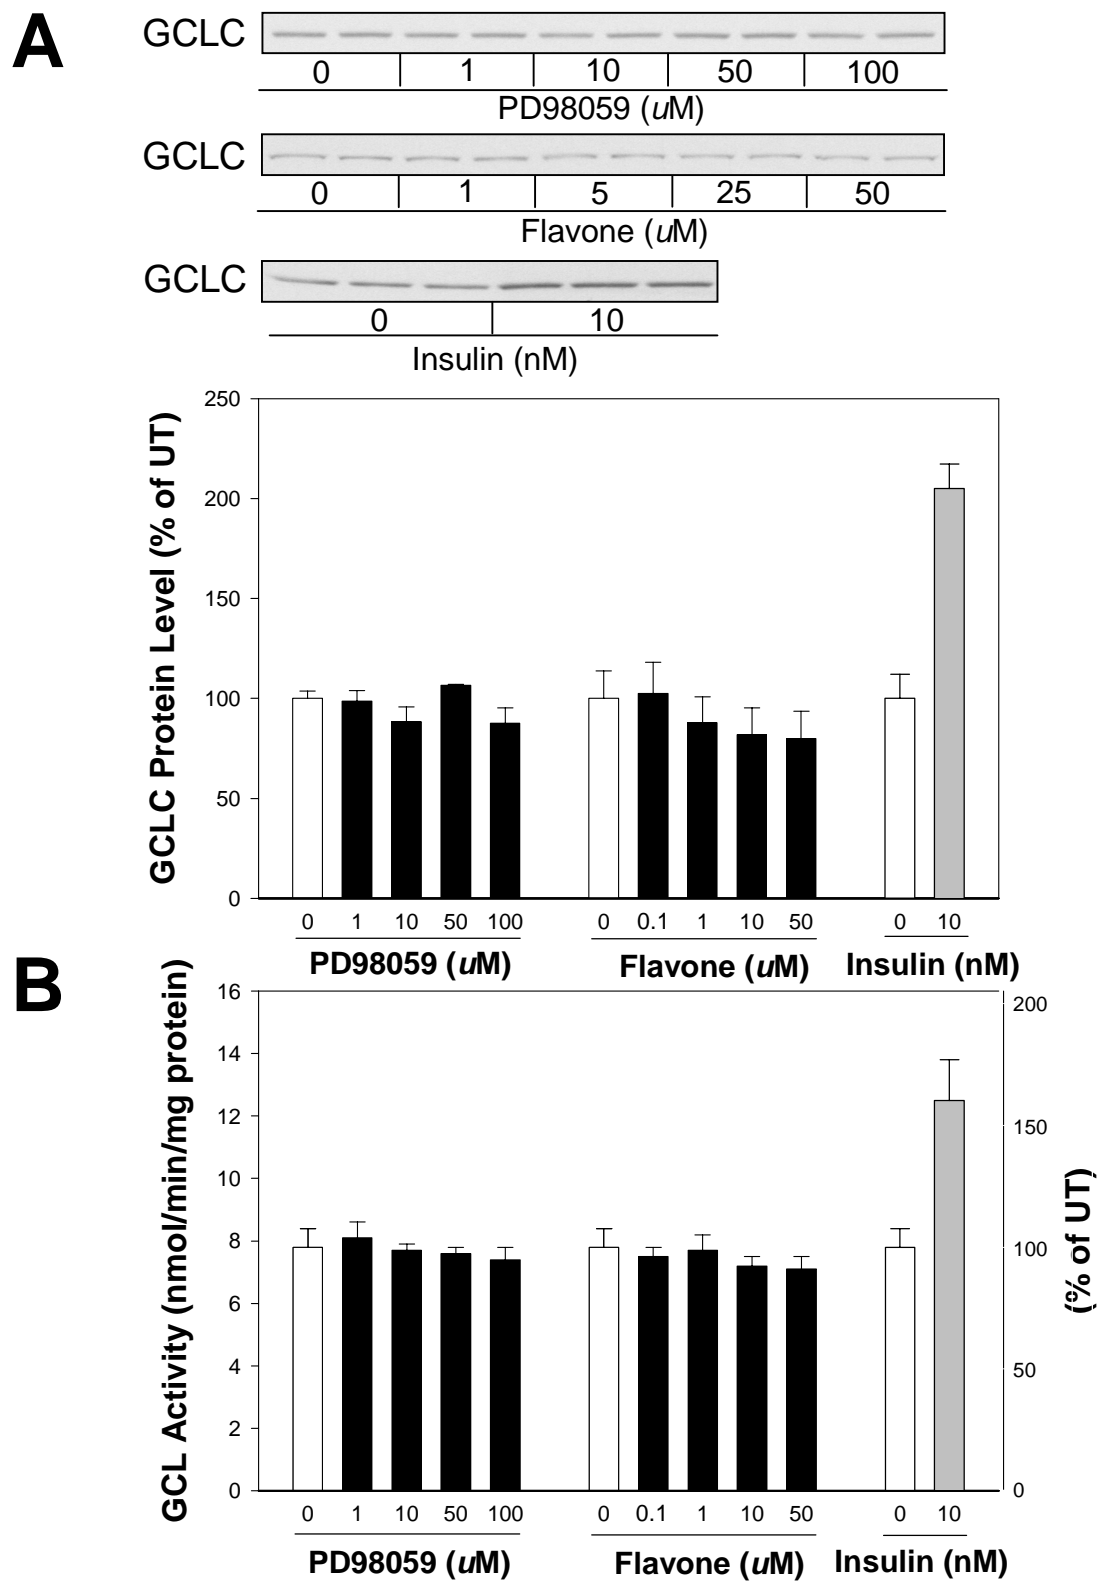 A
GCLC
0 1 10 50 100
PD98059 (uM)
GCLC
0 1 5 25 50
Flavone (uM)
GCLC
0 10
Insulin (nM)
GCLC Protein Level (% of UT)
250
200
150
100
50
0
0 1 10 50 100 0 0.1 1 10 50 0 10
PD98059 (uM) Flavone (uM) Insulin (nM)
B
GCL Activity (nmol/min/mg protein)
16
14
12
10
8
6
4
2
0
200
150
100
50
0
(% of UT)
0 1 10 50 100 0 0.1 1 10 50 0 10
PD98059 (uM) Flavone (uM) Insulin (nM)